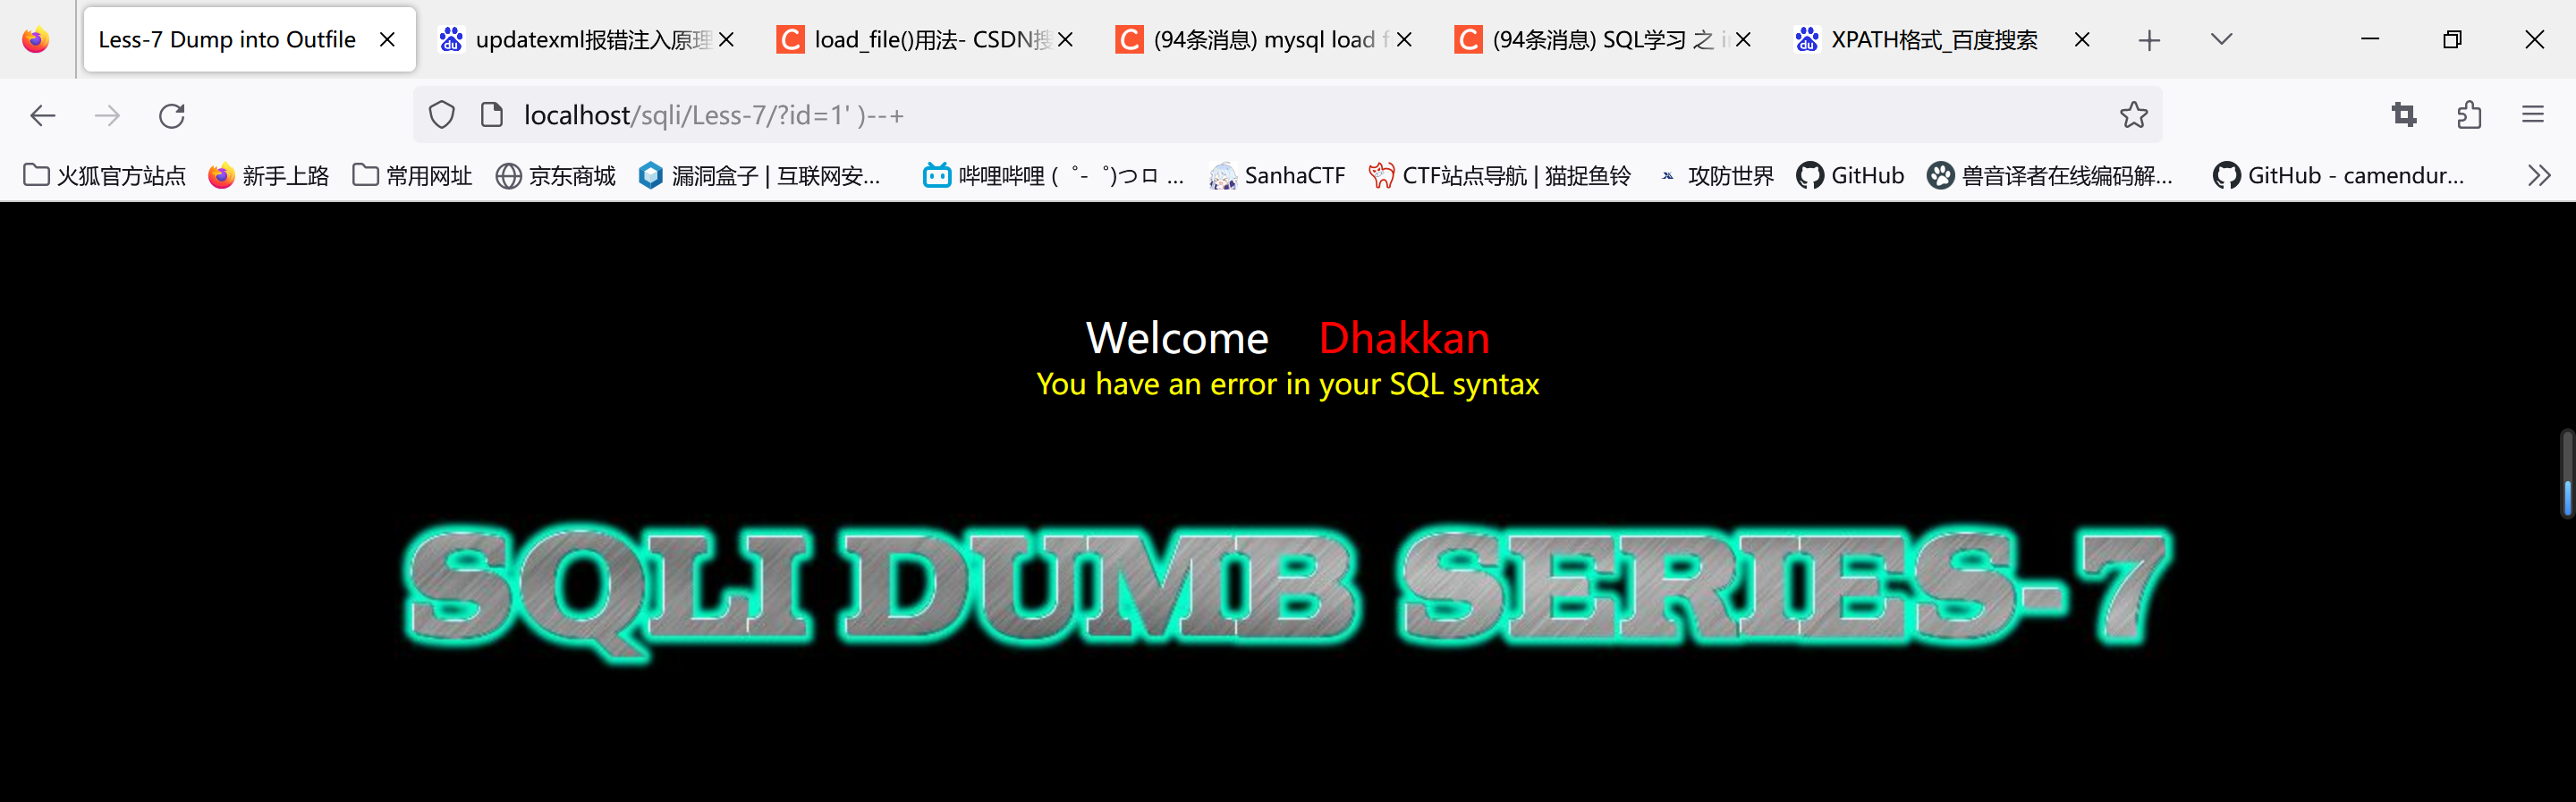 Less-7 Dump into Outfile
updatexml报错注入原理
load_file()用法- CSDN搜
(94条消息) mysql load f
(94条消息) SQL学习 之 i
XPATH格式_百度搜索
localhost/sqli/Less-7/?id=1' )--+
火狐官方站点
新手上路
常用网址
京东商城
漏洞盒子 | 互联网安...
哔哩哔哩 ( ゜- ゜)つロ ...
SanhaCTF
CTF站点导航 | 猫捉鱼铃
攻防世界
GitHub
兽音译者在线编码解...
GitHub - camendur...
Welcome Dhakkan
You have an error in your SQL syntax
SQLI DUMB SERIES-7